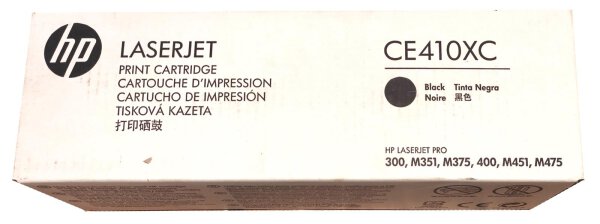 hp
LASERJET
PRINT CARTRIDGE
CARTOUCHE D'IMPRESSION
CARTUCHO DE IMPRESIÓN
TISKOVÁ KAZETA
打印硒鼓
CE410XC
Black Tinta Negra
Noire 黑色
HP LASERJET PRO
300, M351, M375, 400, M451, M475